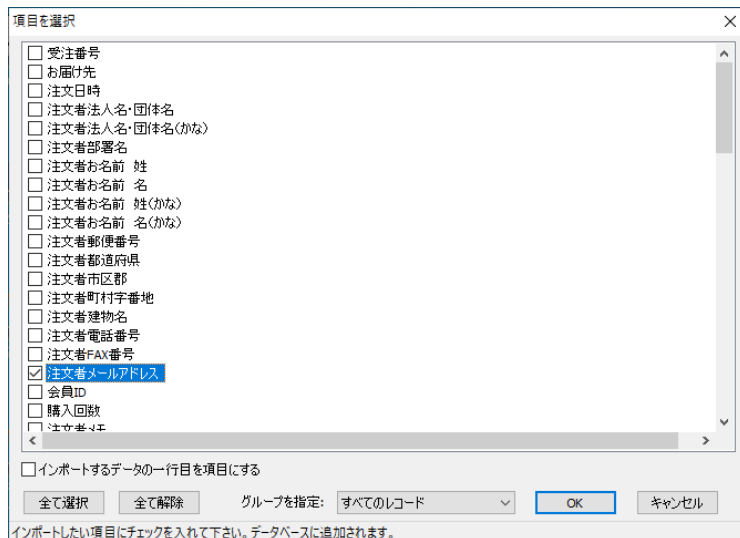 項目を選択
受注番号
お届け先
注文日時
注文者法人名・団体名
注文者法人名・団体名(かな)
注文者部署名
注文者お名前 姓
注文者お名前 名
注文者お名前 姓(かな)
注文者お名前 名(かな)
注文者郵便番号
注文者都道府県
注文者市区郡
注文者町村字番地
注文者建物名
注文者電話番号
注文者FAX番号
注文者メールアドレス
会員ID
購入回数
注文者メモ
インポートするデータの一行目を項目にする
全て選択 全て解除 グループを指定: すべてのレコード OK キャンセル
インポートしたい項目にチェックを入れて下さい。データベースに追加されます。